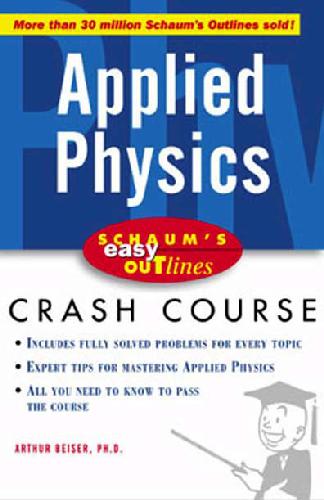 More than 30 million Schaum's Outlines sold!
Applied
Physics
SCHAUM'S
easy
OUTlines
CRASH COURSE
• INCLUDES FULLY SOLVED PROBLEMS FOR EVERY TOPIC
• EXPERT TIPS FOR MASTERING APPLIED PHYSICS
• ALL YOU NEED TO KNOW TO PASS
THE COURSE
ARTHUR BEISER, PH.D.